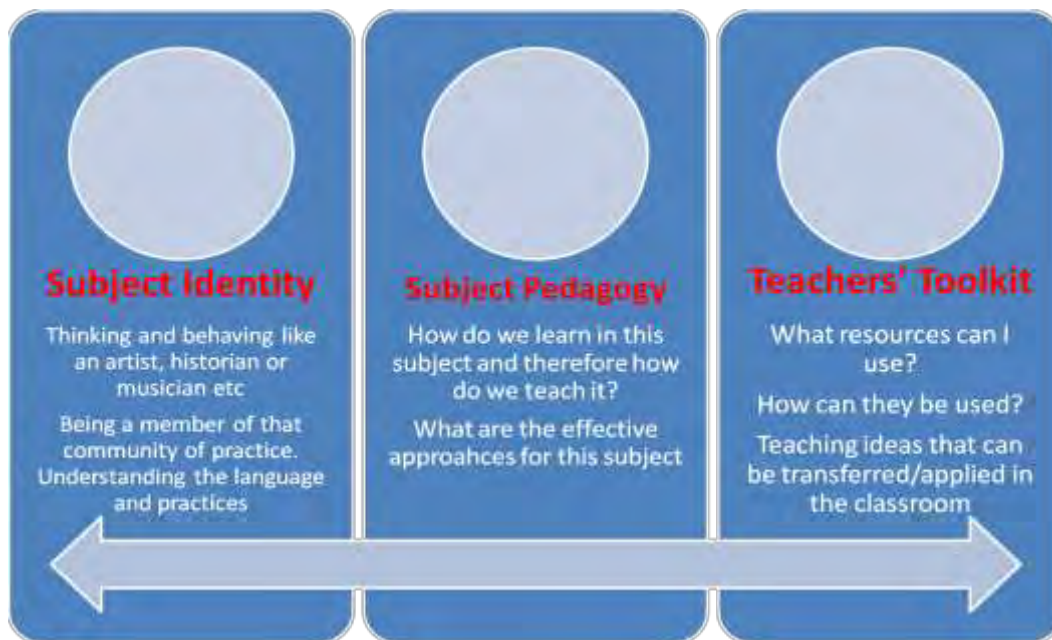 Subject Identity
Thinking and behaving like
an artist, historian or
musician etc
Being a member of that
community of practice.
Understanding the language
and practices
Subject Pedagogy
How do we learn in this
subject and therefore how
do we teach it?
What are the effective
approahces for this subject
Teachers' Toolkit
What resources can I
use?
How can they be used?
Teaching ideas that can
be transferred/applied in
the classroom